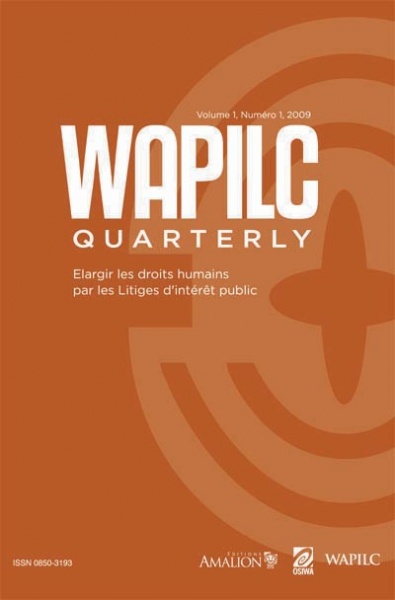 Volume 1, Numéro 1, 2009
WAPILC
QUARTERLY
Elargir les droits humains
par les Litiges d'intérêt public
ISSN 0850-3193
ÉDITIONS
AMALION
OSIWA
WAPILC